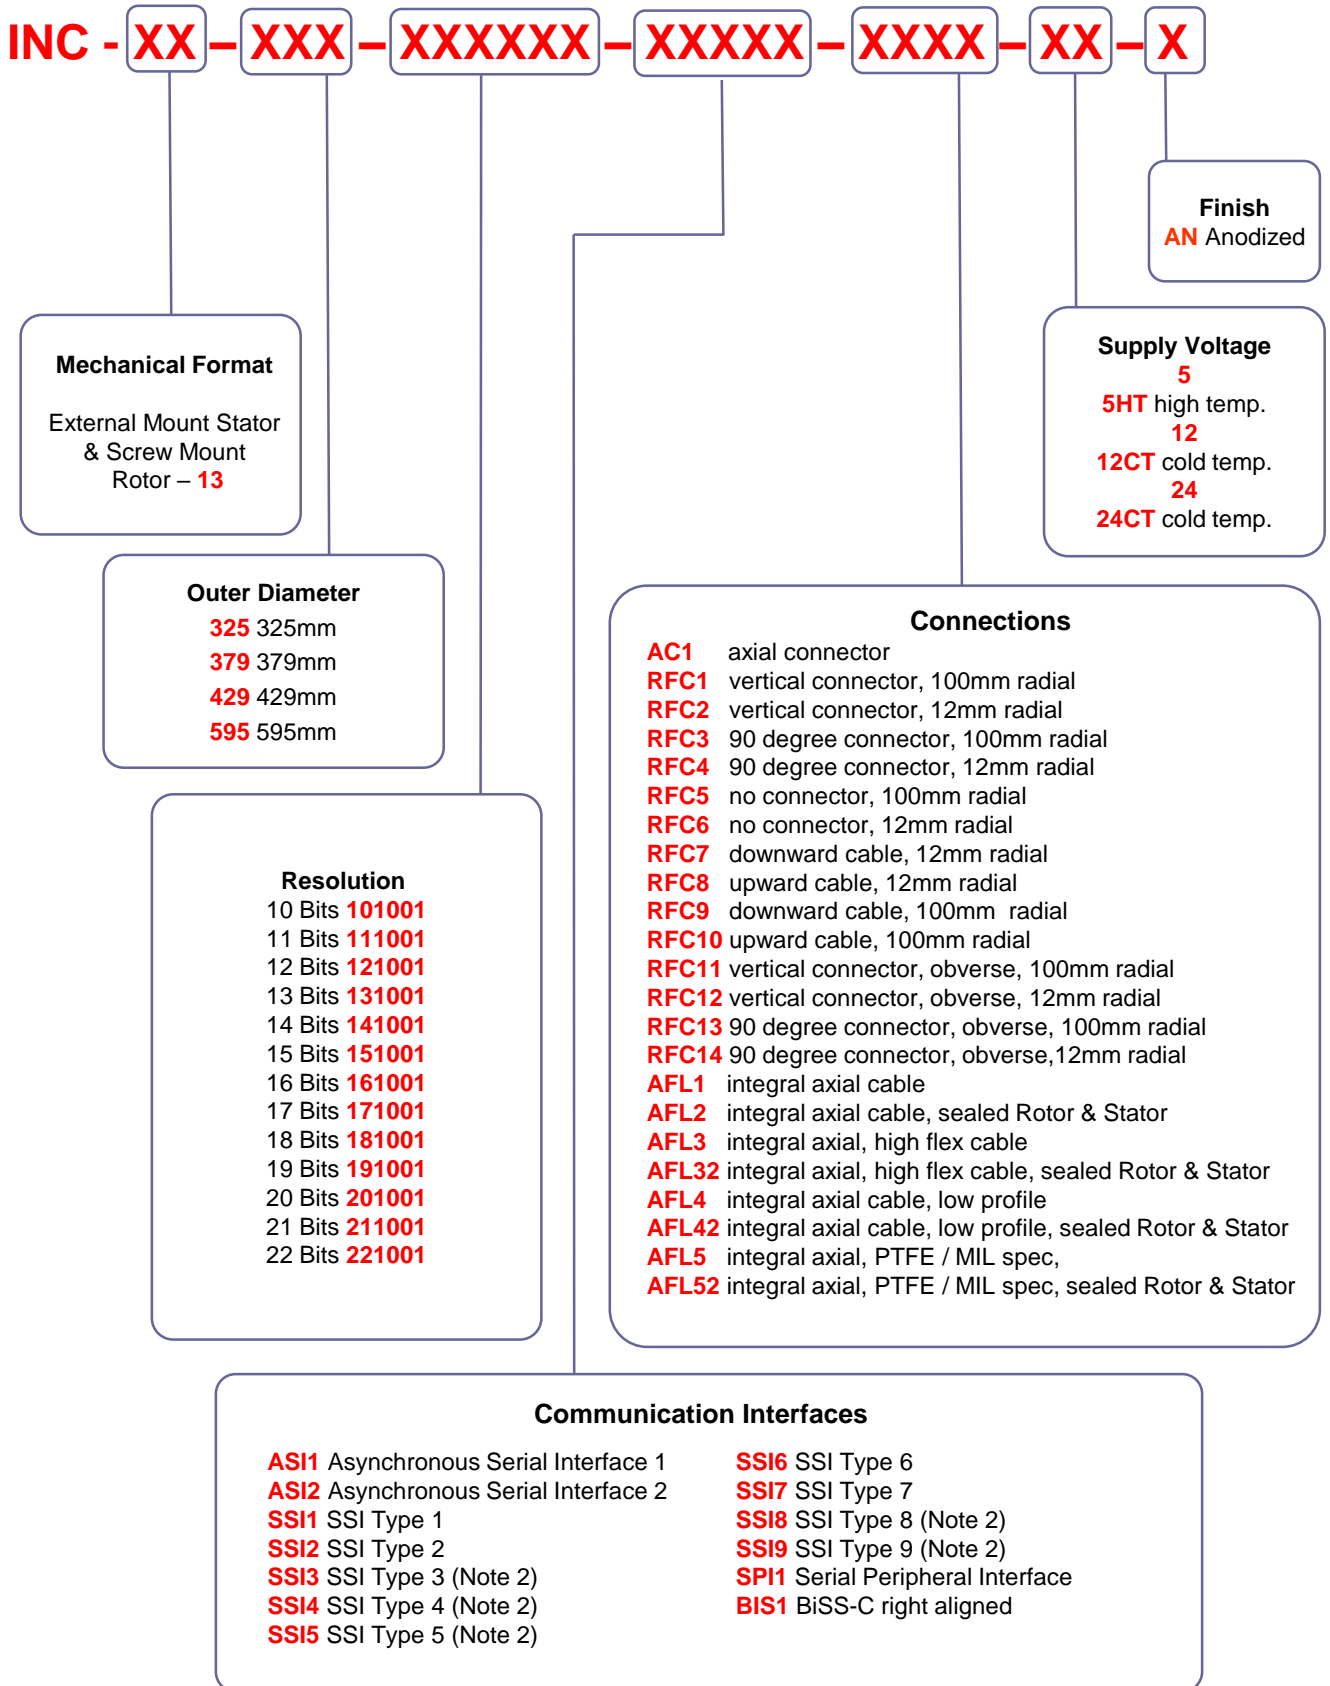 INC - XX – XXX – XXXXXX – XXXXX – XXXX – XX – X
Finish
AN Anodized
Mechanical Format
External Mount Stator
& Screw Mount
Rotor – 13
Supply Voltage
5
5HT high temp.
12
12CT cold temp.
24
24CT cold temp.
Outer Diameter
325 325mm
379 379mm
429 429mm
595 595mm
Connections
AC1 axial connector
RFC1 vertical connector, 100mm radial
RFC2 vertical connector, 12mm radial
RFC3 90 degree connector, 100mm radial
RFC4 90 degree connector, 12mm radial
RFC5 no connector, 100mm radial
RFC6 no connector, 12mm radial
RFC7 downward cable, 12mm radial
RFC8 upward cable, 12mm radial
RFC9 downward cable, 100mm radial
RFC10 upward cable, 100mm radial
RFC11 vertical connector, obverse, 100mm radial
RFC12 vertical connector, obverse, 12mm radial
RFC13 90 degree connector, obverse, 100mm radial
RFC14 90 degree connector, obverse,12mm radial
AFL1 integral axial cable
AFL2 integral axial cable, sealed Rotor & Stator
AFL3 integral axial, high flex cable
AFL32 integral axial, high flex cable, sealed Rotor & Stator
AFL4 integral axial cable, low profile
AFL42 integral axial cable, low profile, sealed Rotor & Stator
AFL5 integral axial, PTFE / MIL spec,
AFL52 integral axial, PTFE / MIL spec, sealed Rotor & Stator
Resolution
10 Bits 101001
11 Bits 111001
12 Bits 121001
13 Bits 131001
14 Bits 141001
15 Bits 151001
16 Bits 161001
17 Bits 171001
18 Bits 181001
19 Bits 191001
20 Bits 201001
21 Bits 211001
22 Bits 221001
Communication Interfaces
ASI1 Asynchronous Serial Interface 1
ASI2 Asynchronous Serial Interface 2
SSI1 SSI Type 1
SSI2 SSI Type 2
SSI3 SSI Type 3 (Note 2)
SSI4 SSI Type 4 (Note 2)
SSI5 SSI Type 5 (Note 2)
SSI6 SSI Type 6
SSI7 SSI Type 7
SSI8 SSI Type 8 (Note 2)
SSI9 SSI Type 9 (Note 2)
SPI1 Serial Peripheral Interface
BIS1 BiSS-C right aligned